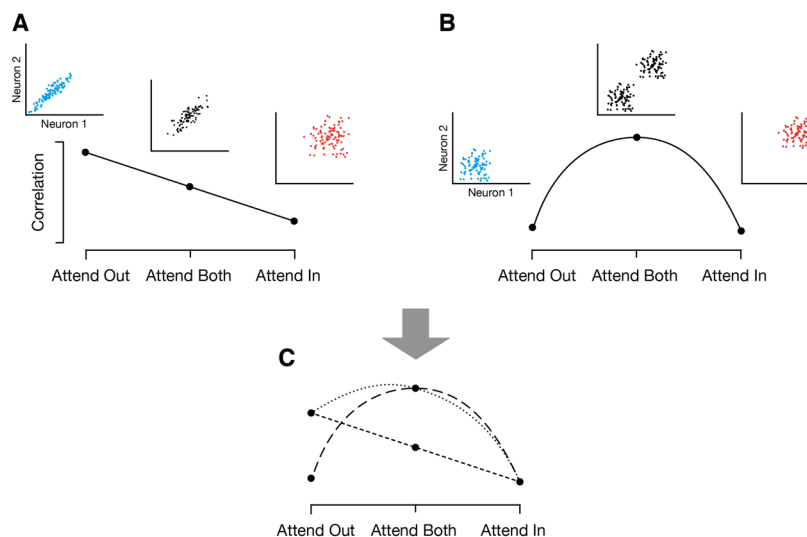 A
Neuron 2
Neuron 1
Correlation
Attend Out Attend Both Attend In
B
Neuron 2
Neuron 1
Attend Out Attend Both Attend In
C
Attend Out Attend Both Attend In